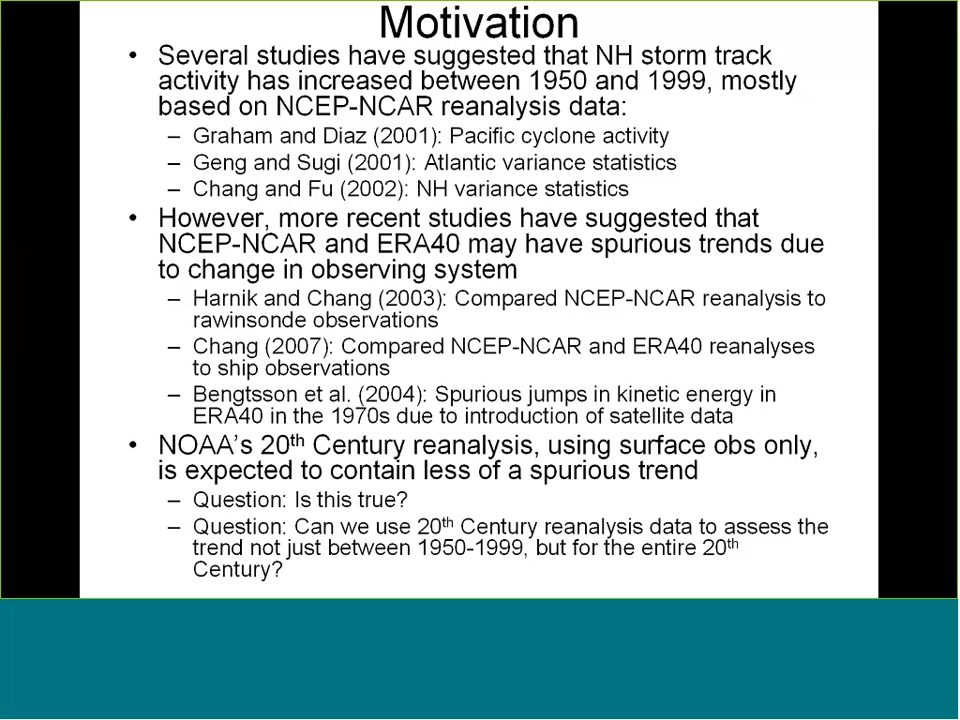 Motivation
• Several studies have suggested that NH storm track
activity has increased between 1950 and 1999, mostly
based on NCEP-NCAR reanalysis data:
– Graham and Diaz (2001): Pacific cyclone activity
– Geng and Sugi (2001): Atlantic variance statistics
– Chang and Fu (2002): NH variance statistics
• However, more recent studies have suggested that
NCEP-NCAR and ERA40 may have spurious trends due
to change in observing system
– Harnik and Chang (2003): Compared NCEP-NCAR reanalysis to
rawinsonde observations
– Chang (2007): Compared NCEP-NCAR and ERA40 reanalyses
to ship observations
– Bengtsson et al. (2004): Spurious jumps in kinetic energy in
ERA40 in the 1970s due to introduction of satellite data
• NOAA's 20th Century reanalysis, using surface obs only,
is expected to contain less of a spurious trend
– Question: Is this true?
– Question: Can we use 20th Century reanalysis data to assess the
trend not just between 1950-1999, but for the entire 20th
Century?